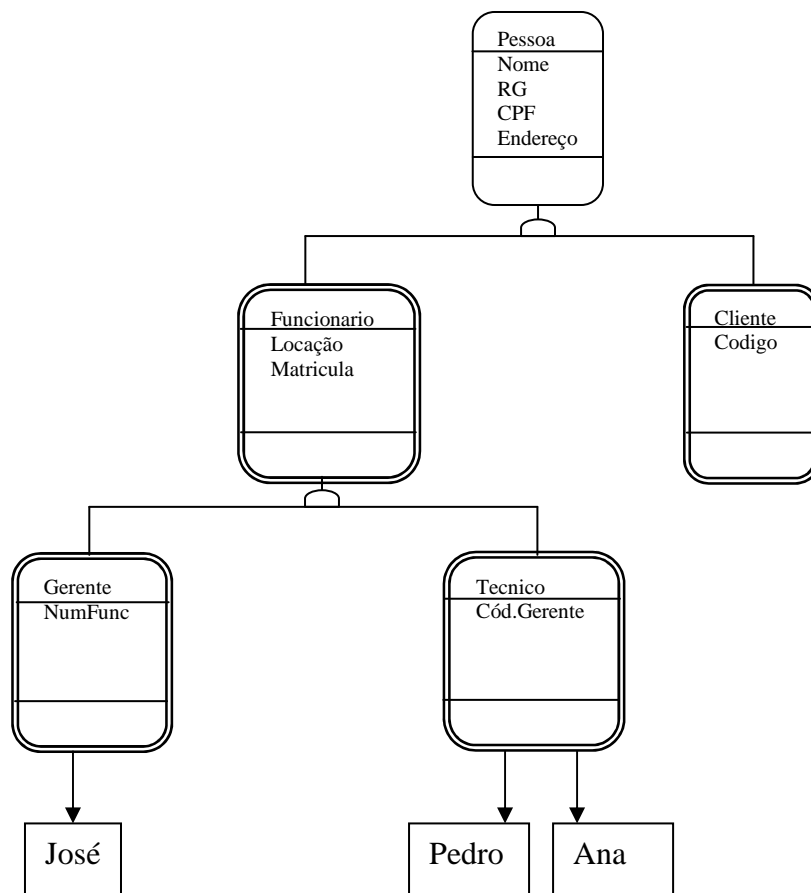 Pessoa
Nome
RG
CPF
Endereço
Funcionario
Locação
Matricula
Cliente
Codigo
Gerente
NumFunc
Tecnico
Cód.Gerente
José
Pedro
Ana